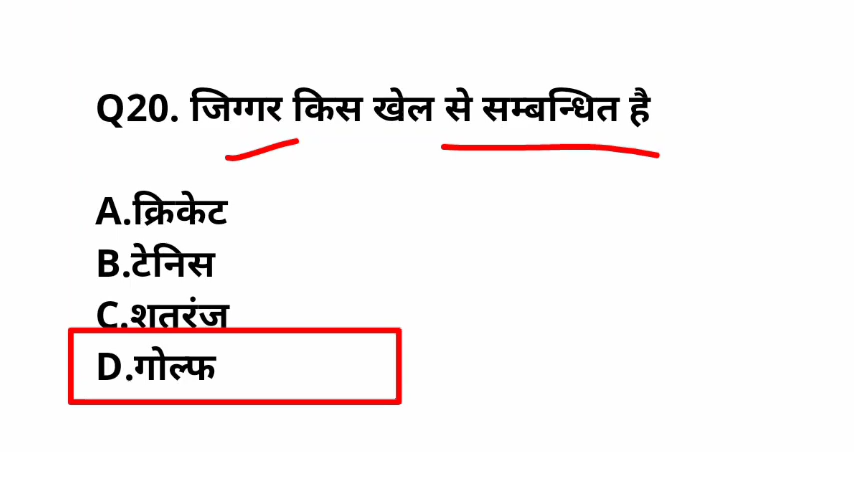 Q20. जिग्गर किस खेल से सम्बन्धित है
A.क्रिकेट
B.टेनिस
C.शतरंज
D.गोल्फ